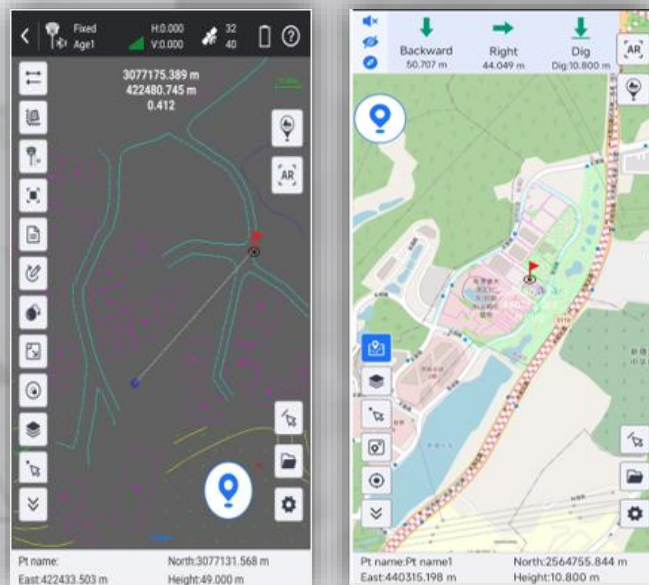 Fixed
Age1
H:0.000
V:0.000
32
40
3077175.389 m
422480.745 m
0.412
AR
Pt name:
North:3077131.568 m
East:422433.503 m
Height:49.000 m
Backward
50.707 m
Right
44.049 m
Dig
Dig:10.800 m
AR
S310
Pt name:Pt name1
North:2564755.844 m
East:440315.198 m
Height:10.800 m